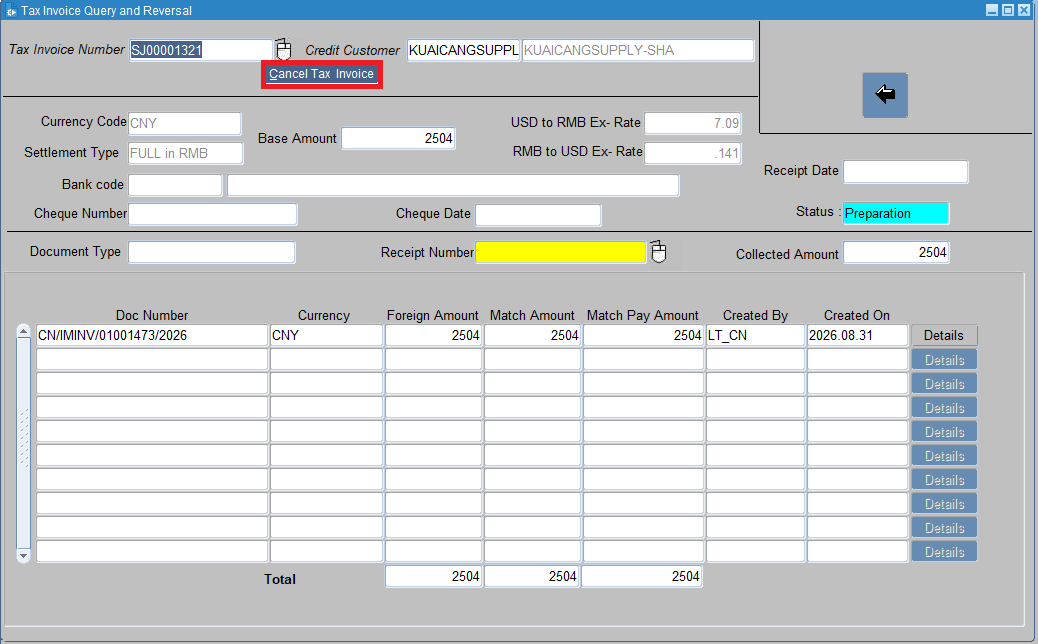 Tax Invoice Query and Reversal
Tax Invoice Number SJ00001321 Credit Customer KUAICANGSUPPL KUAICANGSUPPLY-SHA
Cancel Tax Invoice
Currency Code CNY Base Amount 2504 USD to RMB Ex- Rate 7.09
Settlement Type FULL in RMB RMB to USD Ex- Rate .141
Bank code Receipt Date
Cheque Number Cheque Date Status : Preparation
Document Type Receipt Number Collected Amount 2504
Doc Number Currency Foreign Amount Match Amount Match Pay Amount Created By Created On
CN/IMINV/01001473/2026 CNY 2504 2504 2504 LT_CN 2026.08.31 Details
Details
Details
Details
Details
Details
Details
Details
Details
Details
Total 2504 2504 2504